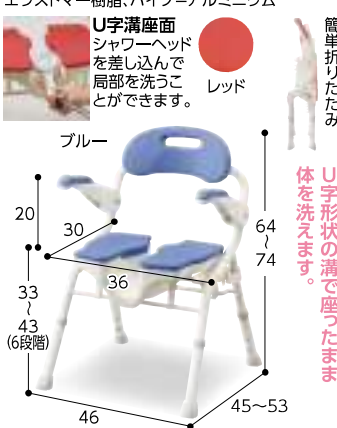 エラストマー樹脂、パイプ=アルミニウム
U字溝座面
シャワーヘッド
を差し込んで
局部を洗うこ
とができます。
レッド
簡単折りたたみ
ブルー
U字形状の溝で座ったまま
体を洗えます。
20
30
36
64
〜
74
33
〜
43
(6段階)
46
45〜53